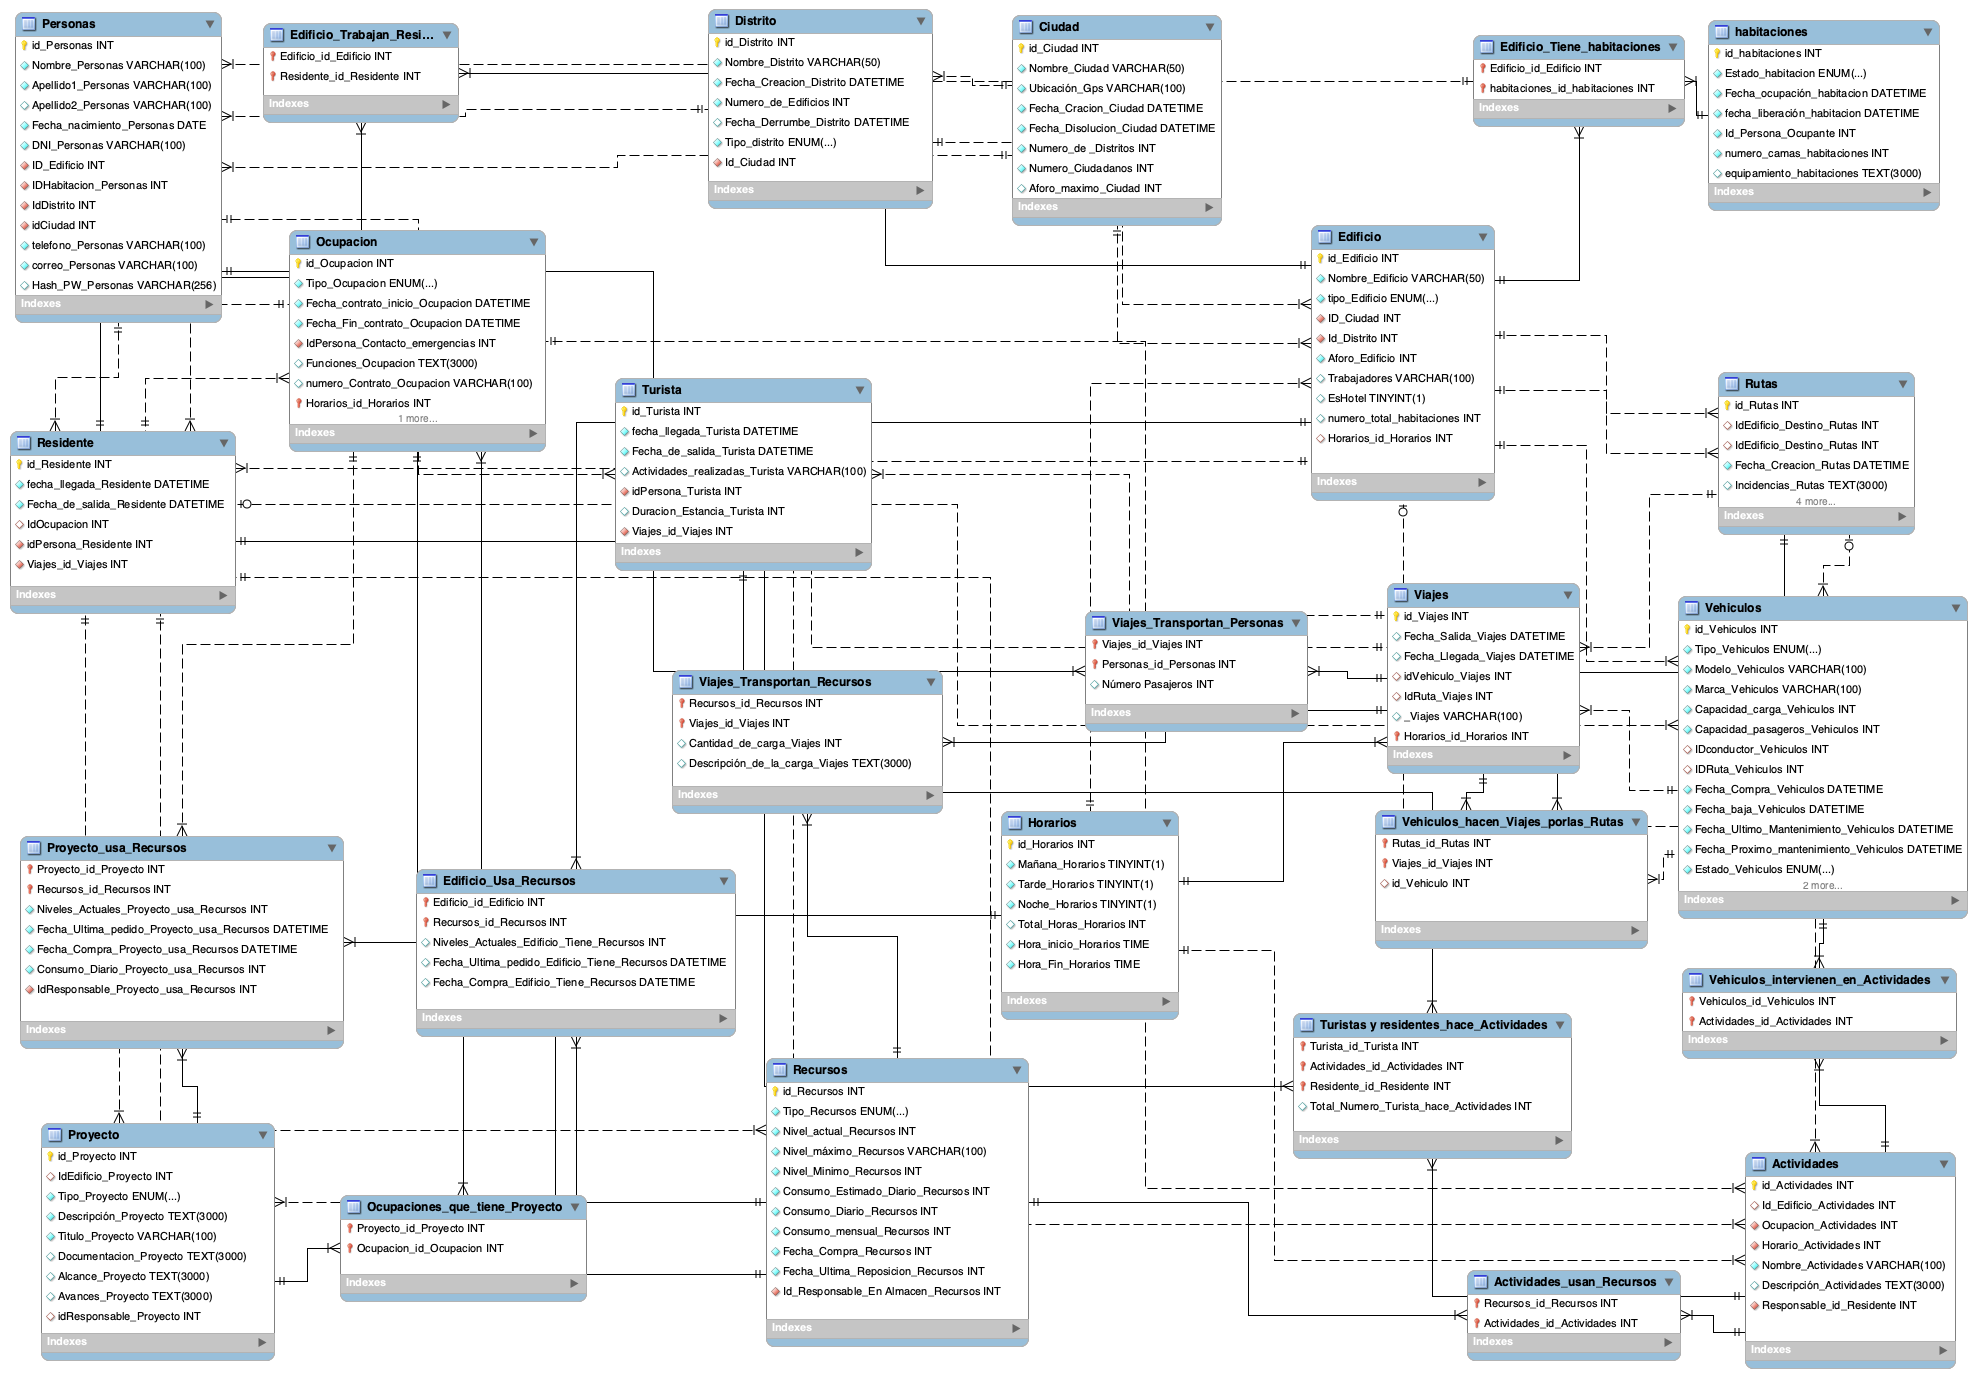 Personas
id_Personas INT
Nombre_Personas VARCHAR(100)
Apellido1_Personas VARCHAR(100)
Apellido2_Personas VARCHAR(100)
Fecha_nacimiento_Personas DATE
DNI_Personas VARCHAR(100)
ID_Edificio INT
IDHabitacion_Personas INT
IdDistrito INT
idCiudad INT
telefono_Personas VARCHAR(100)
correo_Personas VARCHAR(100)
Hash_PW_Personas VARCHAR(256)
Indexes
Edificio_Trabajan_Resi...
Edificio_id_Edificio INT
Residente_id_Residente INT
Indexes
Distrito
id_Distrito INT
Nombre_Distrito VARCHAR(50)
Fecha_Creacion_Distrito DATETIME
Numero_de_Edificios INT
Fecha_Derrumbe_Distrito DATETIME
Tipo_distrito ENUM(...)
Id_Ciudad INT
Indexes
Ciudad
id_Ciudad INT
Nombre_Ciudad VARCHAR(50)
Ubicación_Gps VARCHAR(100)
Fecha_Cracion_Ciudad DATETIME
Fecha_Disolucion_Ciudad DATETIME
Numero_de _Distritos INT
Numero_Ciudadanos INT
Aforo_maximo_Ciudad INT
Indexes
Edificio_Tiene_habitaciones
Edificio_id_Edificio INT
habitaciones_id_habitaciones INT
Indexes
habitaciones
id_habitaciones INT
Estado_habitacion ENUM(...)
Fecha_ocupación_habitacion DATETIME
fecha_liberación_habitacion DATETIME
Id_Persona_Ocupante INT
numero_camas_habitaciones INT
equipamiento_habitaciones TEXT(3000)
Indexes
Ocupacion
id_Ocupacion INT
Tipo_Ocupacion ENUM(...)
Fecha_contrato_inicio_Ocupacion DATETIME
Fecha_Fin_contrato_Ocupacion DATETIME
IdPersona_Contacto_emergencias INT
Funciones_Ocupacion TEXT(3000)
numero_Contrato_Ocupacion VARCHAR(100)
Horarios_id_Horarios INT
1 more...
Indexes
Edificio
id_Edificio INT
Nombre_Edificio VARCHAR(50)
tipo_Edificio ENUM(...)
ID_Ciudad INT
Id_Distrito INT
Aforo_Edificio INT
Trabajadores VARCHAR(100)
EsHotel TINYINT(1)
numero_total_habitaciones INT
Horarios_id_Horarios INT
Indexes
Turista
id_Turista INT
fecha_llegada_Turista DATETIME
Fecha_de_salida_Turista DATETIME
Actividades_realizadas_Turista VARCHAR(100)
idPersona_Turista INT
Duracion_Estancia_Turista INT
Viajes_id_Viajes INT
Indexes
Rutas
id_Rutas INT
IdEdificio_Destino_Rutas INT
IdEdificio_Destino_Rutas INT
Fecha_Creacion_Rutas DATETIME
Incidencias_Rutas TEXT(3000)
4 more...
Indexes
Residente
id_Residente INT
fecha_llegada_Residente DATETIME
Fecha_de_salida_Residente DATETIME
IdOcupacion INT
idPersona_Residente INT
Viajes_id_Viajes INT
Indexes
Viajes_Transportan_Personas
Viajes_id_Viajes INT
Personas_id_Personas INT
Número Pasajeros INT
Indexes
Viajes
id_Viajes INT
Fecha_Salida_Viajes DATETIME
Fecha_Llegada_Viajes DATETIME
idVehiculo_Viajes INT
IdRuta_Viajes INT
_Viajes VARCHAR(100)
Horarios_id_Horarios INT
Indexes
Vehiculos
id_Vehiculos INT
Tipo_Vehiculos ENUM(...)
Modelo_Vehiculos VARCHAR(100)
Marca_Vehiculos VARCHAR(100)
Capacidad_carga_Vehiculos INT
Capacidad_pasageros_Vehiculos INT
IDconductor_Vehiculos INT
IDRuta_Vehiculos INT
Fecha_Compra_Vehiculos DATETIME
Fecha_baja_Vehiculos DATETIME
Fecha_Ultimo_Mantenimiento_Vehiculos DATETIME
Fecha_Proximo_mantenimiento_Vehiculos DATETIME
Estado_Vehiculos ENUM(...)
2 more...
Indexes
Viajes_Transportan_Recursos
Recursos_id_Recursos INT
Viajes_id_Viajes INT
Cantidad_de_carga_Viajes INT
Descripción_de_la_carga_Viajes TEXT(3000)
Indexes
Horarios
id_Horarios INT
Mañana_Horarios TINYINT(1)
Tarde_Horarios TINYINT(1)
Noche_Horarios TINYINT(1)
Total_Horas_Horarios INT
Hora_inicio_Horarios TIME
Hora_Fin_Horarios TIME
Indexes
Vehiculos_hacen_Viajes_porlas_Rutas
Rutas_id_Rutas INT
Viajes_id_Viajes INT
id_Vehiculo INT
Indexes
Proyecto_usa_Recursos
Proyecto_id_Proyecto INT
Recursos_id_Recursos INT
Niveles_Actuales_Proyecto_usa_Recursos INT
Fecha_Ultima_pedido_Proyecto_usa_Recursos DATETIME
Fecha_Compra_Proyecto_usa_Recursos DATETIME
Consumo_Diario_Proyecto_usa_Recursos INT
IdResponsable_Proyecto_usa_Recursos INT
Indexes
Edificio_Usa_Recursos
Edificio_id_Edificio INT
Recursos_id_Recursos INT
Niveles_Actuales_Edificio_Tiene_Recursos INT
Fecha_Ultima_pedido_Edificio_Tiene_Recursos DATETIME
Fecha_Compra_Edificio_Tiene_Recursos DATETIME
Indexes
Vehiculos_intervienen_en_Actividades
Vehiculos_id_Vehiculos INT
Actividades_id_Actividades INT
Indexes
Turistas y residentes_hace_Actividades
Turista_id_Turista INT
Actividades_id_Actividades INT
Residente_id_Residente INT
Total_Numero_Turista_hace_Actividades INT
Indexes
Recursos
id_Recursos INT
Tipo_Recursos ENUM(...)
Nivel_actual_Recursos INT
Nivel_máximo_Recursos VARCHAR(100)
Nivel_Minimo_Recursos INT
Consumo_Estimado_Diario_Recursos INT
Consumo_Diario_Recursos INT
Consumo_mensual_Recursos INT
Fecha_Compra_Recursos INT
Fecha_Ultima_Reposicion_Recursos INT
Id_Responsable_En Almacen_Recursos INT
Indexes
Proyecto
id_Proyecto INT
IdEdificio_Proyecto INT
Tipo_Proyecto ENUM(...)
Descripción_Proyecto TEXT(3000)
Titulo_Proyecto VARCHAR(100)
Documentacion_Proyecto TEXT(3000)
Alcance_Proyecto TEXT(3000)
Avances_Proyecto TEXT(3000)
idResponsable_Proyecto INT
Indexes
Ocupaciones_que_tiene_Proyecto
Proyecto_id_Proyecto INT
Ocupacion_id_Ocupacion INT
Indexes
Actividades
id_Actividades INT
Id_Edificio_Actividades INT
Ocupacion_Actividades INT
Horario_Actividades INT
Nombre_Actividades VARCHAR(100)
Descripción_Actividades TEXT(3000)
Responsable_id_Residente INT
Indexes
Actividades_usan_Recursos
Recursos_id_Recursos INT
Actividades_id_Actividades INT
Indexes